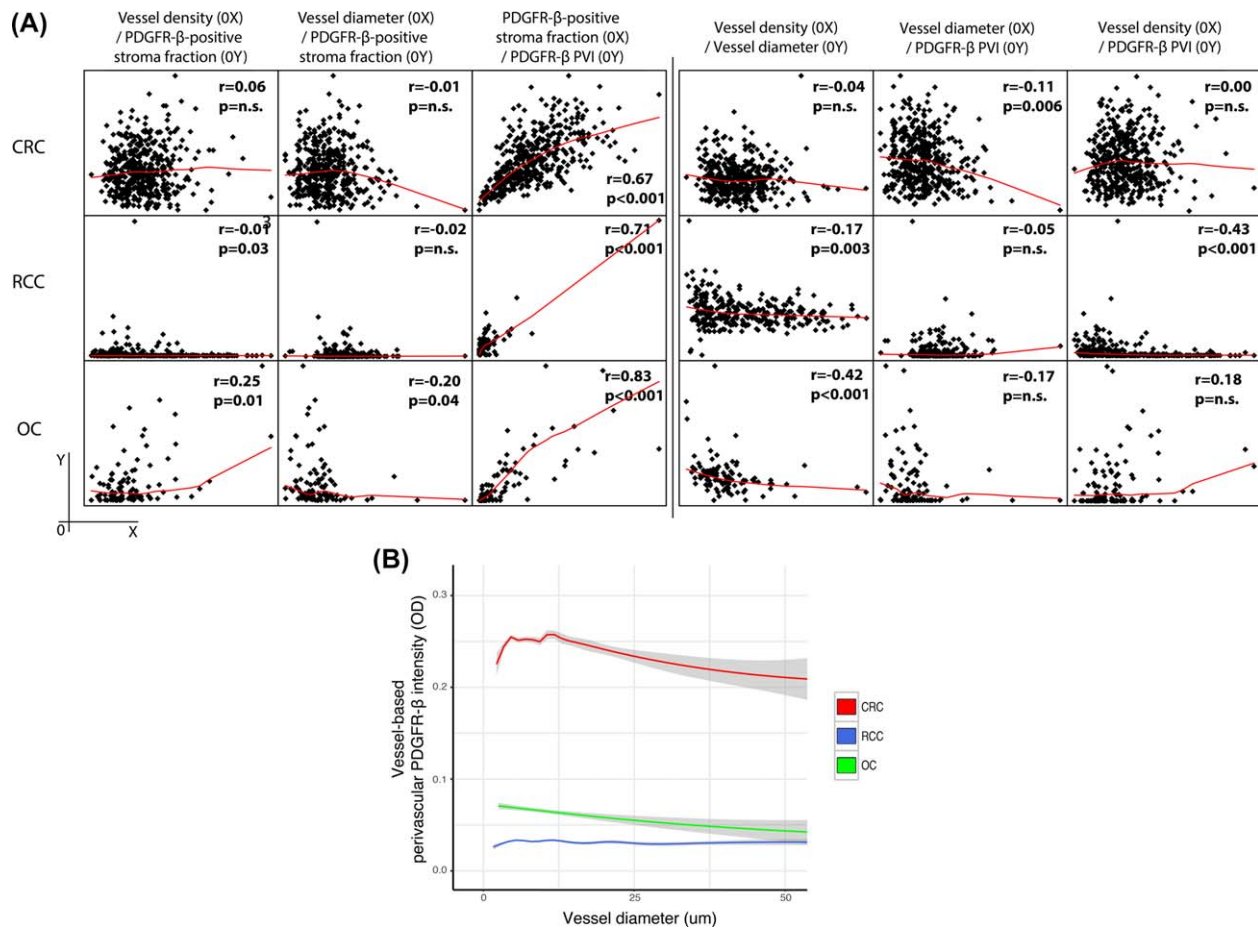 (A)
Vessel density (0X)
/ PDGFR-β-positive
stroma fraction (0Y)
Vessel diameter (0X)
/ PDGFR-β-positive
stroma fraction (0Y)
PDGFR-β-positive
stroma fraction (0X)
/ PDGFR-β PVI (0Y)
Vessel density (0X)
/ Vessel diameter (0Y)
Vessel diameter (0X)
/ PDGFR-β PVI (0Y)
Vessel density (0X)
/ PDGFR-β PVI (0Y)
CRC
r=0.06
p=n.s.
r=-0.01
p=n.s.
r=0.67
p<0.001
r=-0.04
p=n.s.
r=-0.11
p=0.006
r=0.00
p=n.s.
RCC
3
r=-0.01
p=0.03
r=-0.02
p=n.s.
r=0.71
p<0.001
r=-0.17
p=0.003
r=-0.05
p=n.s.
r=-0.43
p<0.001
OC
r=0.25
p=0.01
r=-0.20
p=0.04
r=0.83
p<0.001
r=-0.42
p<0.001
r=-0.17
p=n.s.
r=0.18
p=n.s.
Y
0
X
(B)
Vessel-based
perivascular PDGFR-β intensity (OD)
0.3
0.2
0.1
0.0
0
25
50
Vessel diameter (um)
CRC
RCC
OC